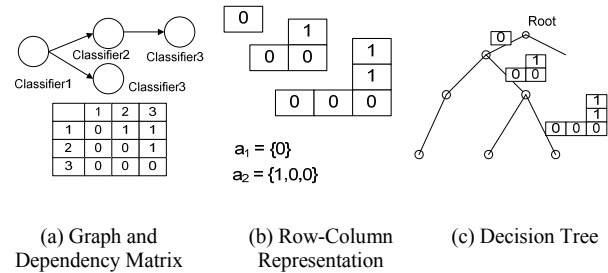 Classifier1
Classifier2
Classifier3
Classifier3
1 2 3
1 0 1 1
2 0 0 1
3 0 0 0
0
1
0 0
1
1
0 0 0
a1 = {0}
a2 = {1,0,0}
Root
0
1
0 0
1
1
0 0 0
(a) Graph and
Dependency Matrix
(b) Row-Column
Representation
(c) Decision Tree